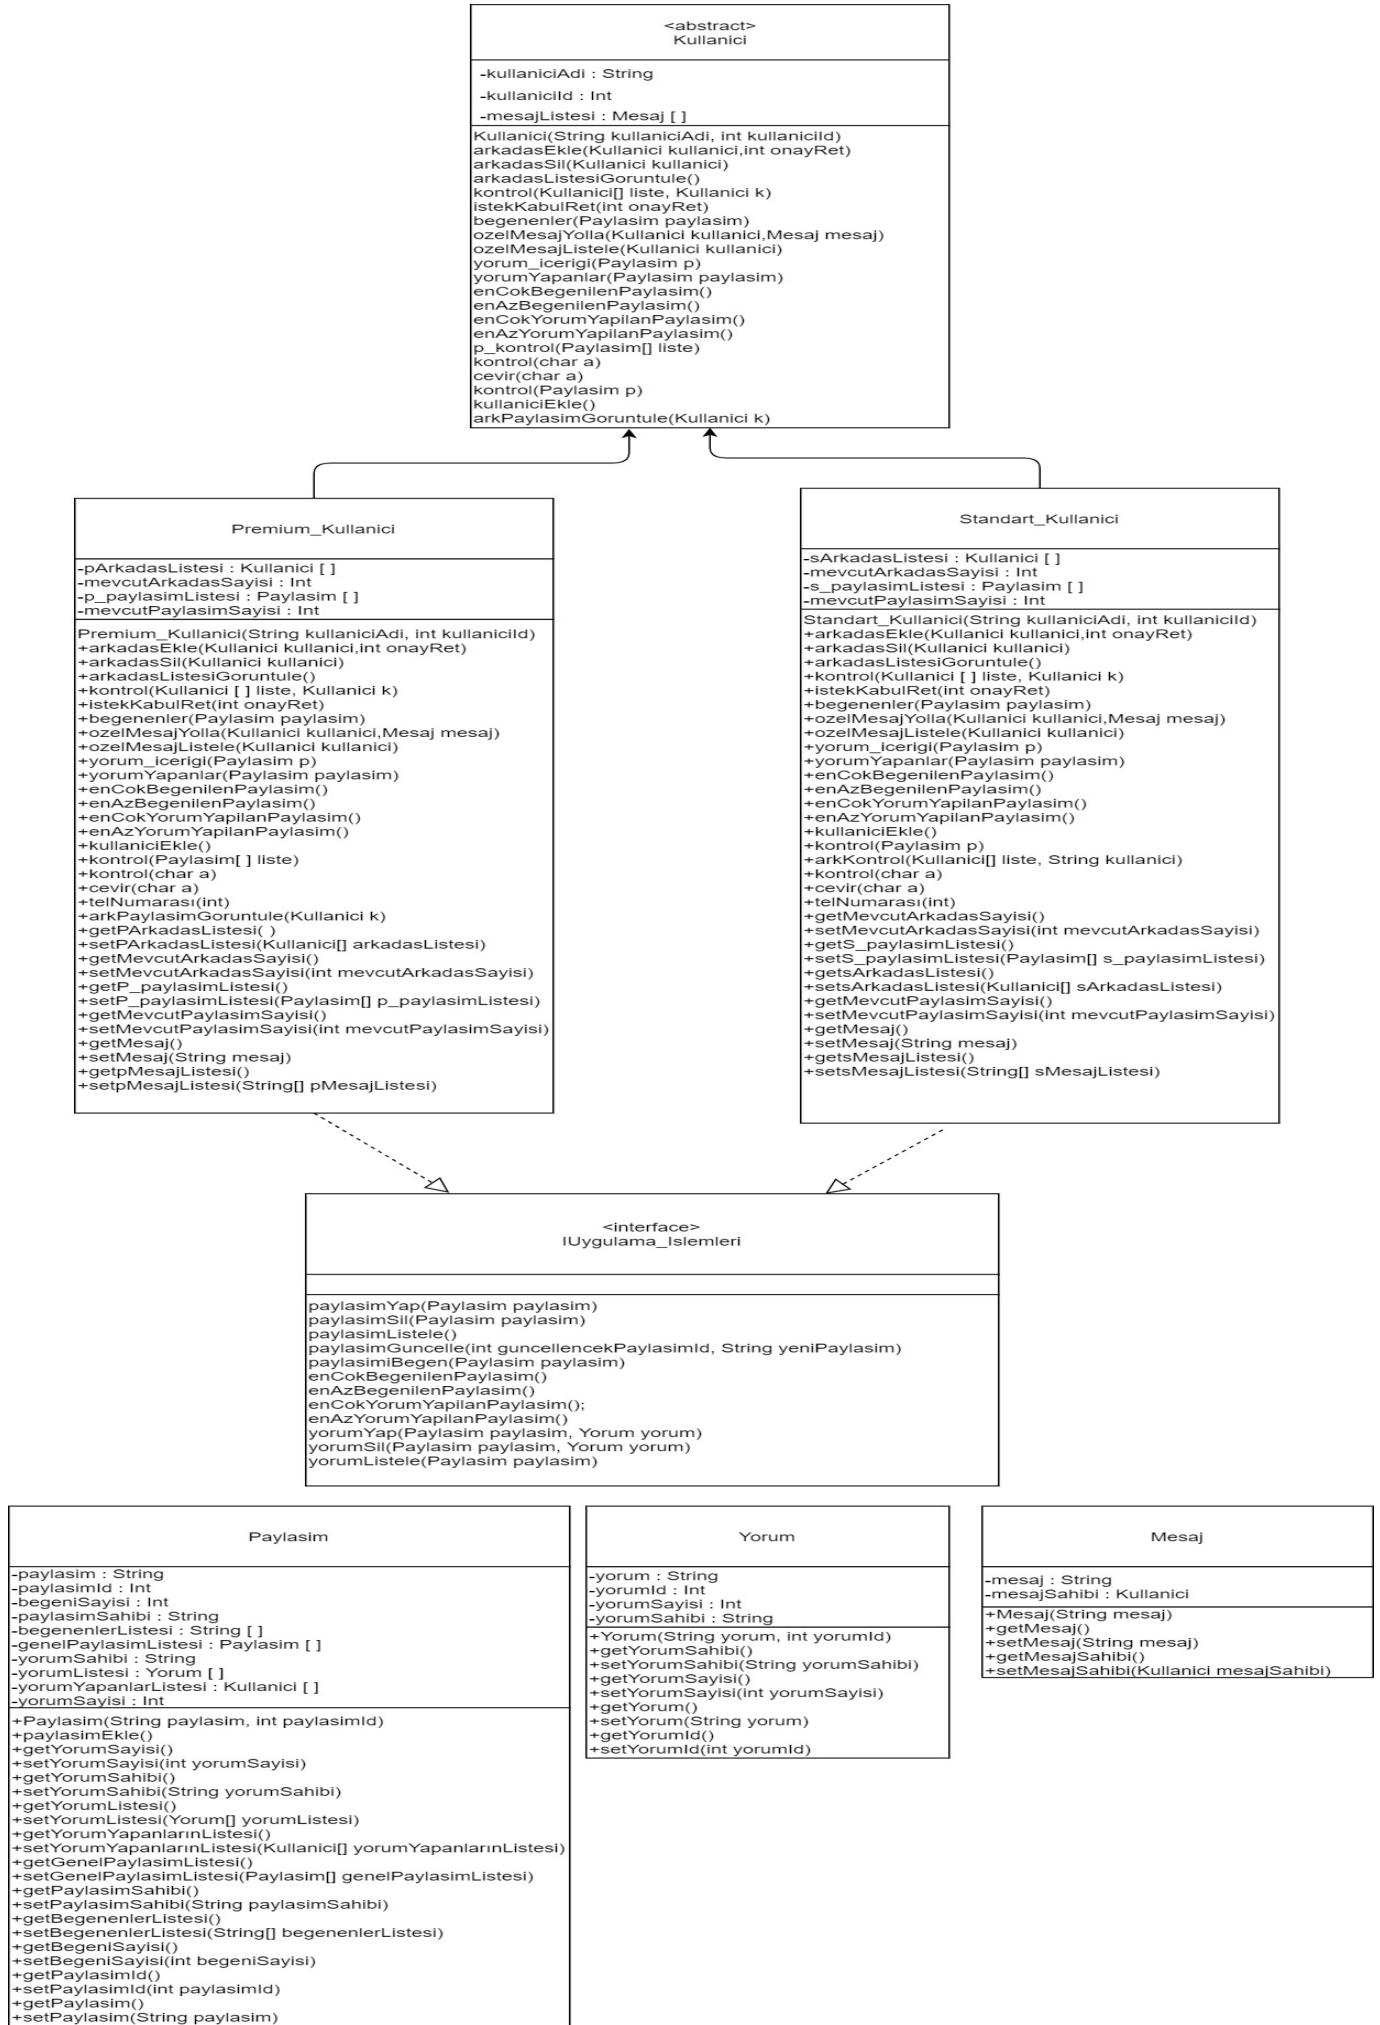 <abstract>
Kullanici
-kullaniciAdi : String
-kullaniciId : Int
-mesajListesi : Mesaj [ ]
Kullanici(String kullaniciAdi, int kullaniciId)
arkadasEkle(Kullanici kullanici,int onayRet)
arkadasSil(Kullanici kullanici)
arkadasListesiGoruntule()
kontrol(Kullanici[] liste, Kullanici k)
istekKabulRet(int onayRet)
begenenler(Paylasim paylasim)
ozelMesajYolla(Kullanici kullanici,Mesaj mesaj)
ozelMesajListele(Kullanici kullanici)
yorum_icerigi(Paylasim p)
yorumYapanlar(Paylasim paylasim)
enCokBegenilenPaylasim()
enAzBegenilenPaylasim()
enCokYorumYapilanPaylasim()
enAzYorumYapilanPaylasim()
p_kontrol(Paylasim[] liste)
kontrol(char a)
cevir(char a)
kontrol(Paylasim p)
kullaniciEkle()
arkPaylasimGoruntule(Kullanici k)
Premium_Kullanici
-pArkadasListesi : Kullanici [ ]
-mevcutArkadasSayisi : Int
-p_paylasimListesi : Paylasim [ ]
-mevcutPaylasimSayisi : Int
Premium_Kullanici(String kullaniciAdi, int kullaniciId)
+arkadasEkle(Kullanici kullanici,int onayRet)
+arkadasSil(Kullanici kullanici)
+arkadasListesiGoruntule()
+kontrol(Kullanici [ ] liste, Kullanici k)
+istekKabulRet(int onayRet)
+begenenler(Paylasim paylasim)
+ozelMesajYolla(Kullanici kullanici,Mesaj mesaj)
+ozelMesajListele(Kullanici kullanici)
+yorum_icerigi(Paylasim p)
+yorumYapanlar(Paylasim paylasim)
+enCokBegenilenPaylasim()
+enAzBegenilenPaylasim()
+enCokYorumYapilanPaylasim()
+enAzYorumYapilanPaylasim()
+kullaniciEkle()
+kontrol(Paylasim[ ] liste)
+kontrol(char a)
+cevir(char a)
+telNumarası(int)
+arkPaylasimGoruntule(Kullanici k)
+getPArkadasListesi( )
+setPArkadasListesi(Kullanici[] arkadasListesi)
+getMevcutArkadasSayisi()
+setMevcutArkadasSayisi(int mevcutArkadasSayisi)
+getP_paylasimListesi()
+setP_paylasimListesi(Paylasim[] p_paylasimListesi)
+getMevcutPaylasimSayisi()
+setMevcutPaylasimSayisi(int mevcutPaylasimSayisi)
+getMesaj()
+setMesaj(String mesaj)
+getpMesajListesi()
+setpMesajListesi(String[] pMesajListesi)
Standart_Kullanici
-sArkadasListesi : Kullanici [ ]
-mevcutArkadasSayisi : Int
-s_paylasimListesi : Paylasim [ ]
-mevcutPaylasimSayisi : Int
Standart_Kullanici(String kullaniciAdi, int kullaniciId)
+arkadasEkle(Kullanici kullanici,int onayRet)
+arkadasSil(Kullanici kullanici)
+arkadasListesiGoruntule()
+kontrol(Kullanici [ ] liste, Kullanici k)
+istekKabulRet(int onayRet)
+begenenler(Paylasim paylasim)
+ozelMesajYolla(Kullanici kullanici,Mesaj mesaj)
+ozelMesajListele(Kullanici kullanici)
+yorum_icerigi(Paylasim p)
+yorumYapanlar(Paylasim paylasim)
+enCokBegenilenPaylasim()
+enAzBegenilenPaylasim()
+enCokYorumYapilanPaylasim()
+enAzYorumYapilanPaylasim()
+kullaniciEkle()
+kontrol(Paylasim p)
+arkKontrol(Kullanici[] liste, String kullanici)
+kontrol(char a)
+cevir(char a)
+telNumarası(int)
+getMevcutArkadasSayisi()
+setMevcutArkadasSayisi(int mevcutArkadasSayisi)
+getS_paylasimListesi()
+setS_paylasimListesi(Paylasim[] s_paylasimListesi)
+getsArkadasListesi()
+setsArkadasListesi(Kullanici[] sArkadasListesi)
+getMevcutPaylasimSayisi()
+setMevcutPaylasimSayisi(int mevcutPaylasimSayisi)
+getMesaj()
+setMesaj(String mesaj)
+getsMesajListesi()
+setsMesajListesi(String[] sMesajListesi)
<interface>
IUygulama_Islemleri
paylasimYap(Paylasim paylasim)
paylasimSil(Paylasim paylasim)
paylasimListele()
paylasimGuncelle(int guncellencekPaylasimId, String yeniPaylasim)
paylasimiBegen(Paylasim paylasim)
enCokBegenilenPaylasim()
enAzBegenilenPaylasim()
enCokYorumYapilanPaylasim();
enAzYorumYapilanPaylasim()
yorumYap(Paylasim paylasim, Yorum yorum)
yorumSil(Paylasim paylasim, Yorum yorum)
yorumListele(Paylasim paylasim)
Paylasim
-paylasim : String
-paylasimId : Int
-begeniSayisi : Int
-paylasimSahibi : String
-begenenlerListesi : String [ ]
-genelPaylasimListesi : Paylasim [ ]
-yorumSahibi : String
-yorumListesi : Yorum [ ]
-yorumYapanlarListesi : Kullanici [ ]
-yorumSayisi : Int
+Paylasim(String paylasim, int paylasimId)
+paylasimEkle()
+getYorumSayisi()
+setYorumSayisi(int yorumSayisi)
+getYorumSahibi()
+setYorumSahibi(String yorumSahibi)
+getYorumListesi()
+setYorumListesi(Yorum[] yorumListesi)
+getYorumYapanlarınListesi()
+setYorumYapanlarınListesi(Kullanici[] yorumYapanlarınListesi)
+getGenelPaylasimListesi()
+setGenelPaylasimListesi(Paylasim[] genelPaylasimListesi)
+getPaylasimSahibi()
+setPaylasimSahibi(String paylasimSahibi)
+getBegenenlerListesi()
+setBegenenlerListesi(String[] begenenlerListesi)
+getBegeniSayisi()
+setBegeniSayisi(int begeniSayisi)
+getPaylasimId()
+setPaylasimId(int paylasimId)
+getPaylasim()
+setPaylasim(String paylasim)
Yorum
-yorum : String
-yorumId : Int
-yorumSayisi : Int
-yorumSahibi : String
+Yorum(String yorum, int yorumId)
+getYorumSahibi()
+setYorumSahibi(String yorumSahibi)
+getYorumSayisi()
+setYorumSayisi(int yorumSayisi)
+getYorum()
+setYorum(String yorum)
+getYorumId()
+setYorumId(int yorumId)
Mesaj
-mesaj : String
-mesajSahibi : Kullanici
+Mesaj(String mesaj)
+getMesaj()
+setMesaj(String mesaj)
+getMesajSahibi()
+setMesajSahibi(Kullanici mesajSahibi)